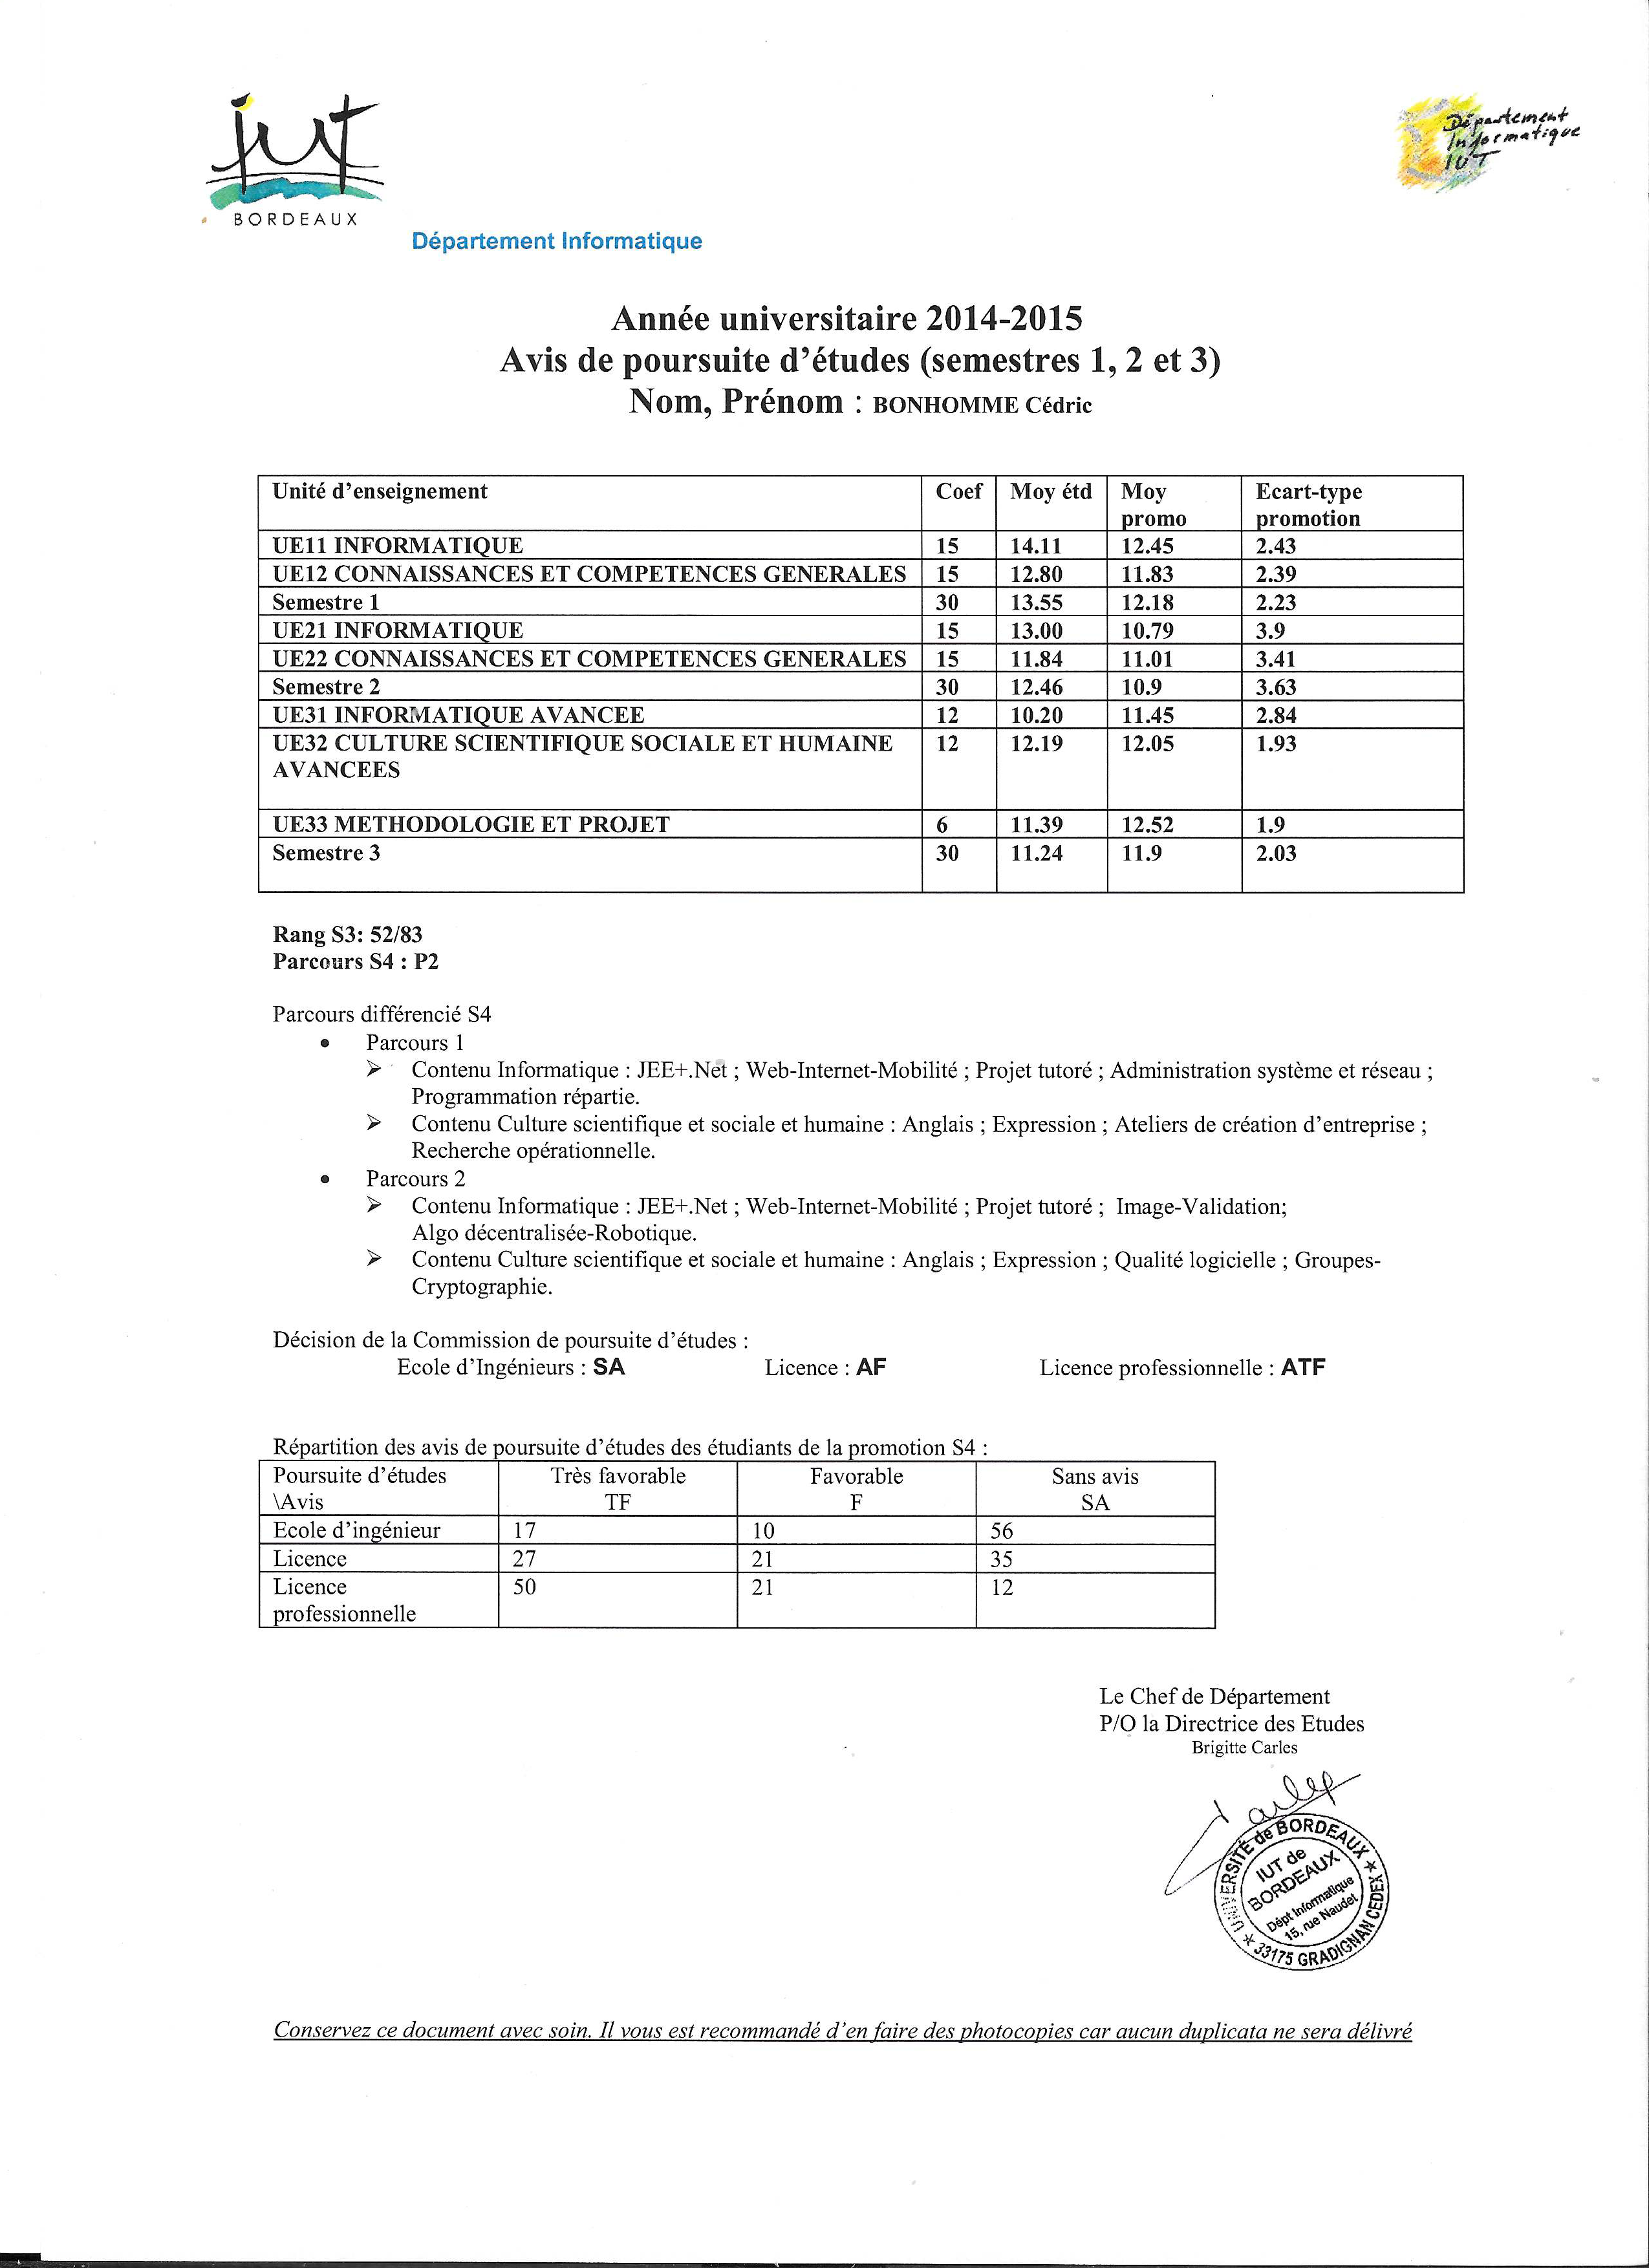 iut
BORDEAUX
Département
Informatique
IUT
Département Informatique
Année universitaire 2014-2015
Avis de poursuite d'études (semestres 1, 2 et 3)
Nom, Prénom : BONHOMME Cédric
Unité d'enseignement Coef Moy étd Moy promo Ecart-type promotion
UE11 INFORMATIQUE 15 14.11 12.45 2.43
UE12 CONNAISSANCES ET COMPETENCES GENERALES 15 12.80 11.83 2.39
Semestre 1 30 13.55 12.18 2.23
UE21 INFORMATIQUE 15 13.00 10.79 3.9
UE22 CONNAISSANCES ET COMPETENCES GENERALES 15 11.84 11.01 3.41
Semestre 2 30 12.46 10.9 3.63
UE31 INFORMATIQUE AVANCEE 12 10.20 11.45 2.84
UE32 CULTURE SCIENTIFIQUE SOCIALE ET HUMAINE 12 12.19 12.05 1.93
AVANCEES
UE33 METHODOLOGIE ET PROJET 6 11.39 12.52 1.9
Semestre 3 30 11.24 11.9 2.03
Rang S3: 52/83
Parcours S4 : P2
Parcours différencié S4
• Parcours 1
➢ Contenu Informatique : JEE+.Net ; Web-Internet-Mobilité ; Projet tutoré ; Administration système et réseau ;
Programmation répartie.
➢ Contenu Culture scientifique et sociale et humaine : Anglais ; Expression ; Ateliers de création d'entreprise ;
Recherche opérationnelle.
• Parcours 2
➢ Contenu Informatique : JEE+.Net ; Web-Internet-Mobilité ; Projet tutoré ; Image-Validation;
Algo décentralisée-Robotique.
➢ Contenu Culture scientifique et sociale et humaine : Anglais ; Expression ; Qualité logicielle ; Groupes-
Cryptographie.
Décision de la Commission de poursuite d'études :
Ecole d'Ingénieurs : SA Licence : AF Licence professionnelle : ATF
Répartition des avis de poursuite d'études des étudiants de la promotion S4 :
Poursuite d'études Très favorable Favorable Sans avis
\Avis TF F SA
Ecole d'ingénieur 17 10 56
Licence 27 21 35
Licence 50 21 12
professionnelle
Le Chef de Département
P/O la Directrice des Etudes
Brigitte Carles
UNIVERSITÉ de BORDEAUX
IUT de
BORDEAUX
Dépt Informatique
15, rue Naudet
* 33175 GRADIGNAN CEDEX *
Conservez ce document avec soin. Il vous est recommandé d'en faire des photocopies car aucun duplicata ne sera délivré